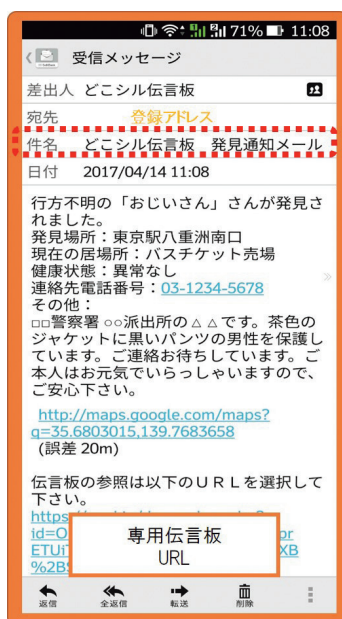 71% 11:08
受信メッセージ
差出人 どこシル伝言板
宛先 登録アドレス
件名 どこシル伝言板 発見通知メール
日付 2017/04/14 11:08
行方不明の「おじいさん」さんが発見さ
れました。
発見場所：東京駅八重洲南口
現在の居場所：バスチケット売場
健康状態：異常なし
連絡先電話番号：03-1234-5678
その他：
□□警察署 ○○派出所の△△です。茶色の
ジャケットに黒いパンツの男性を保護し
ています。ご連絡お待ちしています。ご
本人はお元気でいらっしゃいますので、
ご安心下さい。
http://maps.google.com/maps?
q=35.6803015,139.7683658
(誤差 20m)
伝言板の参照は以下のＵＲＬを選択して
下さい。
https
id=O
ETUi
XB
%2B
専用伝言板
URL
返信 全返信 転送 削除